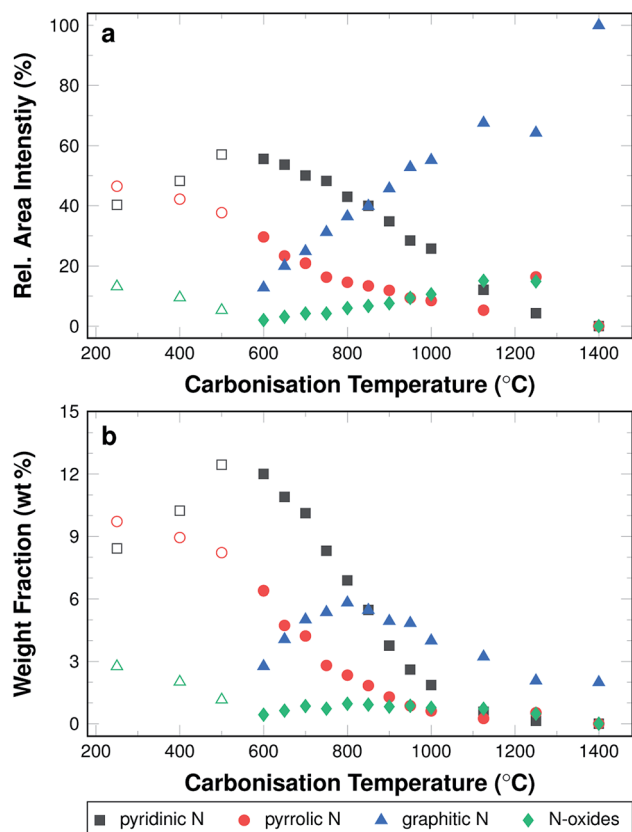 a
100
80
60
40
20
0
Rel. Area Intenstiy (%)
200 400 600 800 1000 1200 1400
Carbonisation Temperature (°C)
b
15
12
9
6
3
0
Weight Fraction (wt %)
200 400 600 800 1000 1200 1400
Carbonisation Temperature (°C)
pyridinic N pyrrolic N graphitic N N-oxides